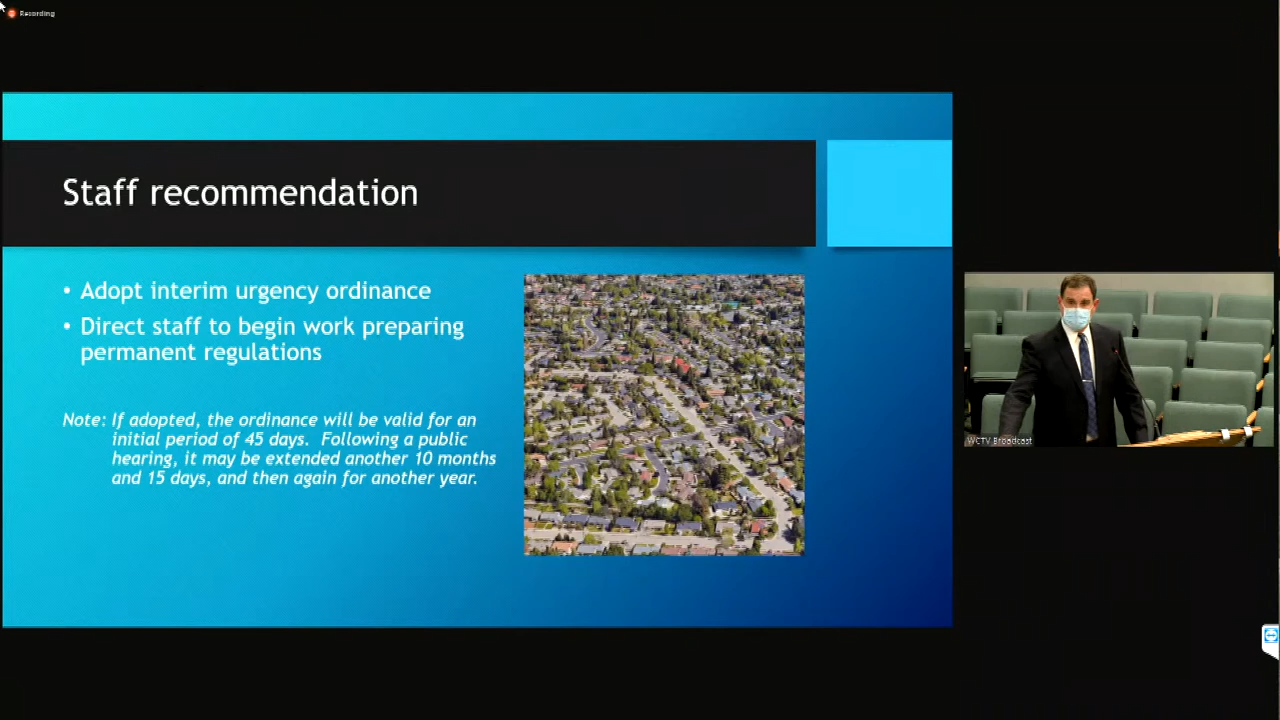 Recording
Staff recommendation
• Adopt interim urgency ordinance
• Direct staff to begin work preparing
permanent regulations
Note: If adopted, the ordinance will be valid for an
initial period of 45 days. Following a public
hearing, it may be extended another 10 months
and 15 days, and then again for another year.
WCTV Broadcast